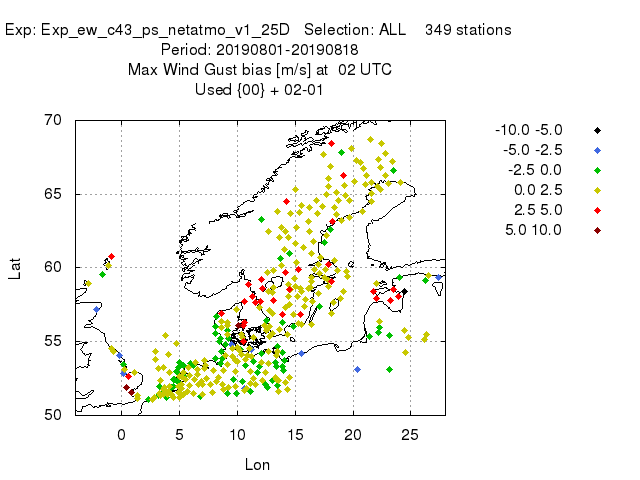 Exp: Exp_ew_c43_ps_netatmo_v1_25D Selection: ALL 349 stations
Period: 20190801-20190818
Max Wind Gust bias [m/s] at 02 UTC
Used {00} + 02-01
-10.0 -5.0
-5.0 -2.5
-2.5 0.0
0.0 2.5
2.5 5.0
5.0 10.0
Lat
70
65
60
55
50
0 5 10 15 20 25
Lon